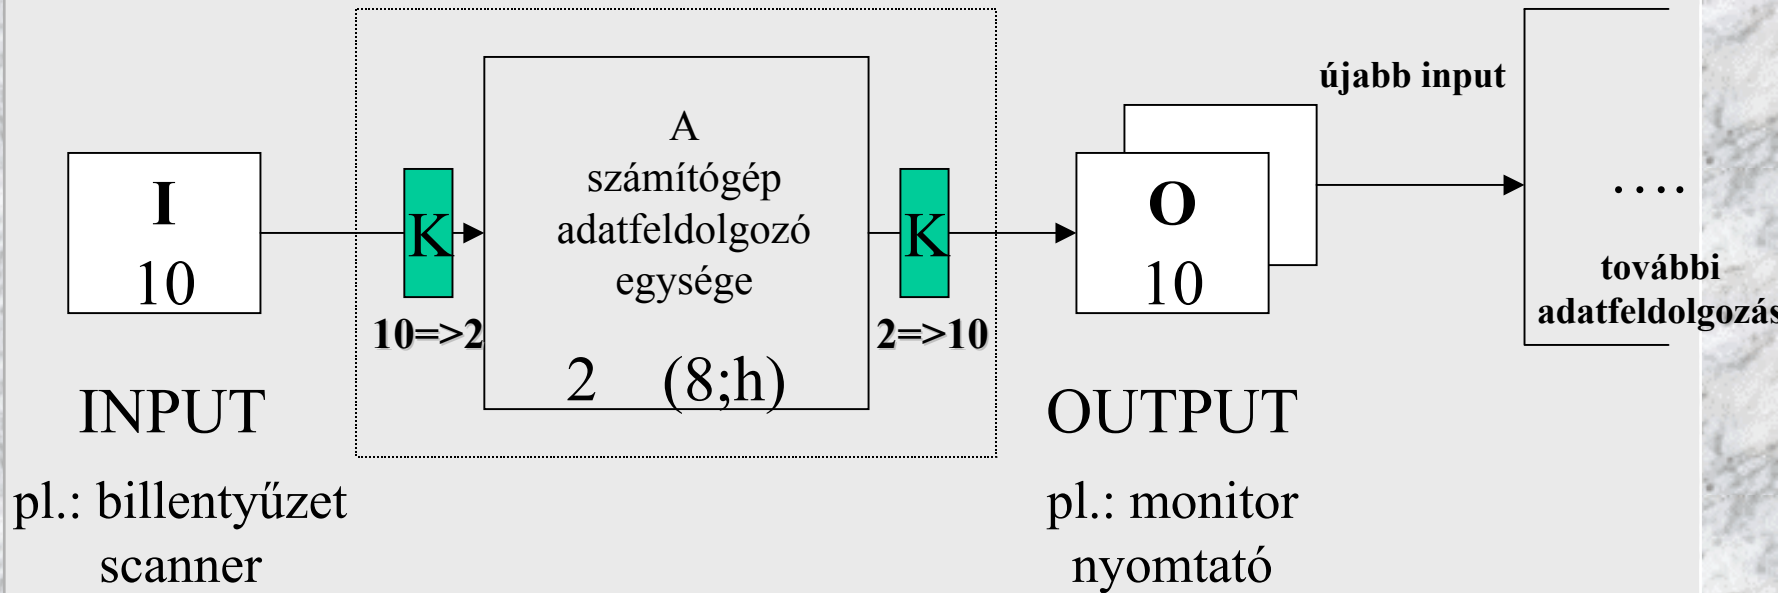 I
10
INPUT
pl.: billentyűzet
scanner
K
10=>2
A
számítógép
adatfeldolgozó
egysége
2 (8;h)
K
2=>10
O
10
OUTPUT
pl.: monitor
nyomtató
újabb input
....
további
adatfeldolgozás